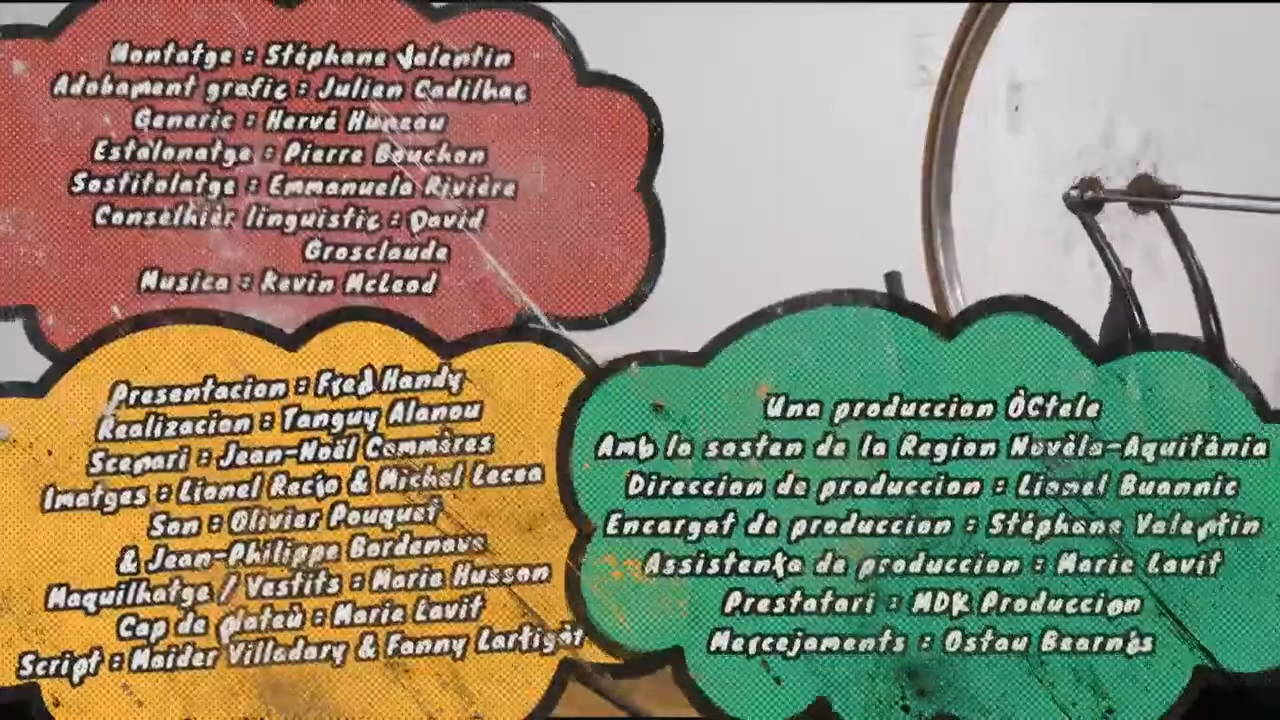 Montatge : Stéphane Valentin
Adobament grafic : Julien Cadilhac
Generic : Hervé Huneau
Estalonatge : Pierre Bouchon
Sostitolatge : Emmanuela Rivière
Conselhièr linguistic : David
Grosclaude
Musica : Kevin McLeod
Presentacion : Fred Handy
Realizacion : Tanguy Alanou
Scenari : Jean-Noël Commères
Imatges : Lionel Recjo & Michel Lecea
Son : Olivier Pouquet
& Jean-Philippe Bordenave
Maquilhatge / Vestits : Marie Husson
Cap de plateù : Marie Lavit
Script : Maider Villadary & Fanny Lartigòt
Una produccion ÒCtele
Amb lo sosten de la Region Novèla-Aquitània
Direccion de produccion : Lionel Buannic
Encargat de produccion : Stéphane Valentin
Assistenta de produccion : Marie Lavit
Prestatari : MDK Produccion
Mercejaments : Ostau Bearnés